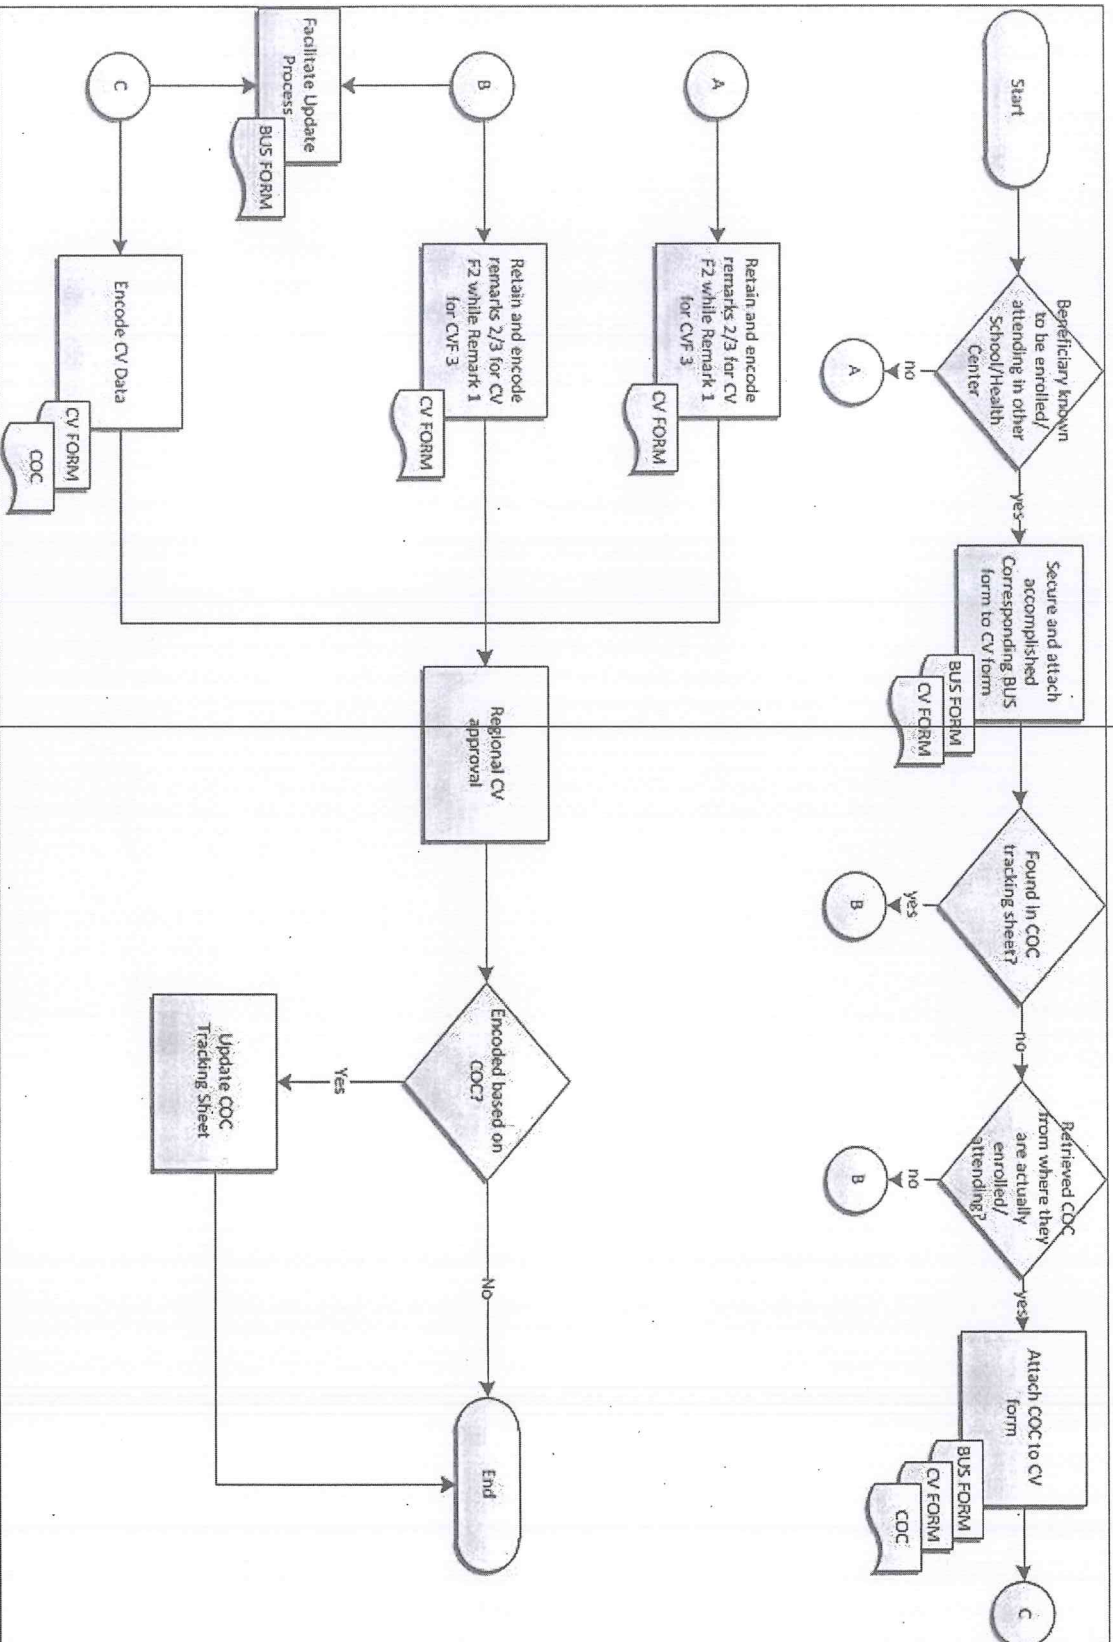 Start
Beneficiary known
to be enrolled/
attending in other
School/Health
Center
no
A
yes
Secure and attach
accomplished
Corresponding BUS
form to CV form
BUS FORM
CV FORM
Found in COC
tracking sheet?
yes
B
no
Retrieved COC
from where they
are actually
enrolled/
attending?
no
B
yes
Attach COC to CV
form
BUS FORM
CV FORM
COC
C
A
Retain and encode
remarks 2/3 for CV
F2 while Remark 1
for CVF 3
CV FORM
B
Retain and encode
remarks 2/3 for CV
F2 while Remark 1
for CVF 3
CV FORM
Facilitate Update
Process
BUS FORM
C
Encode CV Data
CV FORM
COC
Regional CV
approval
Encoded based on
COC?
Yes
Update COC
Tracking Sheet
No
End